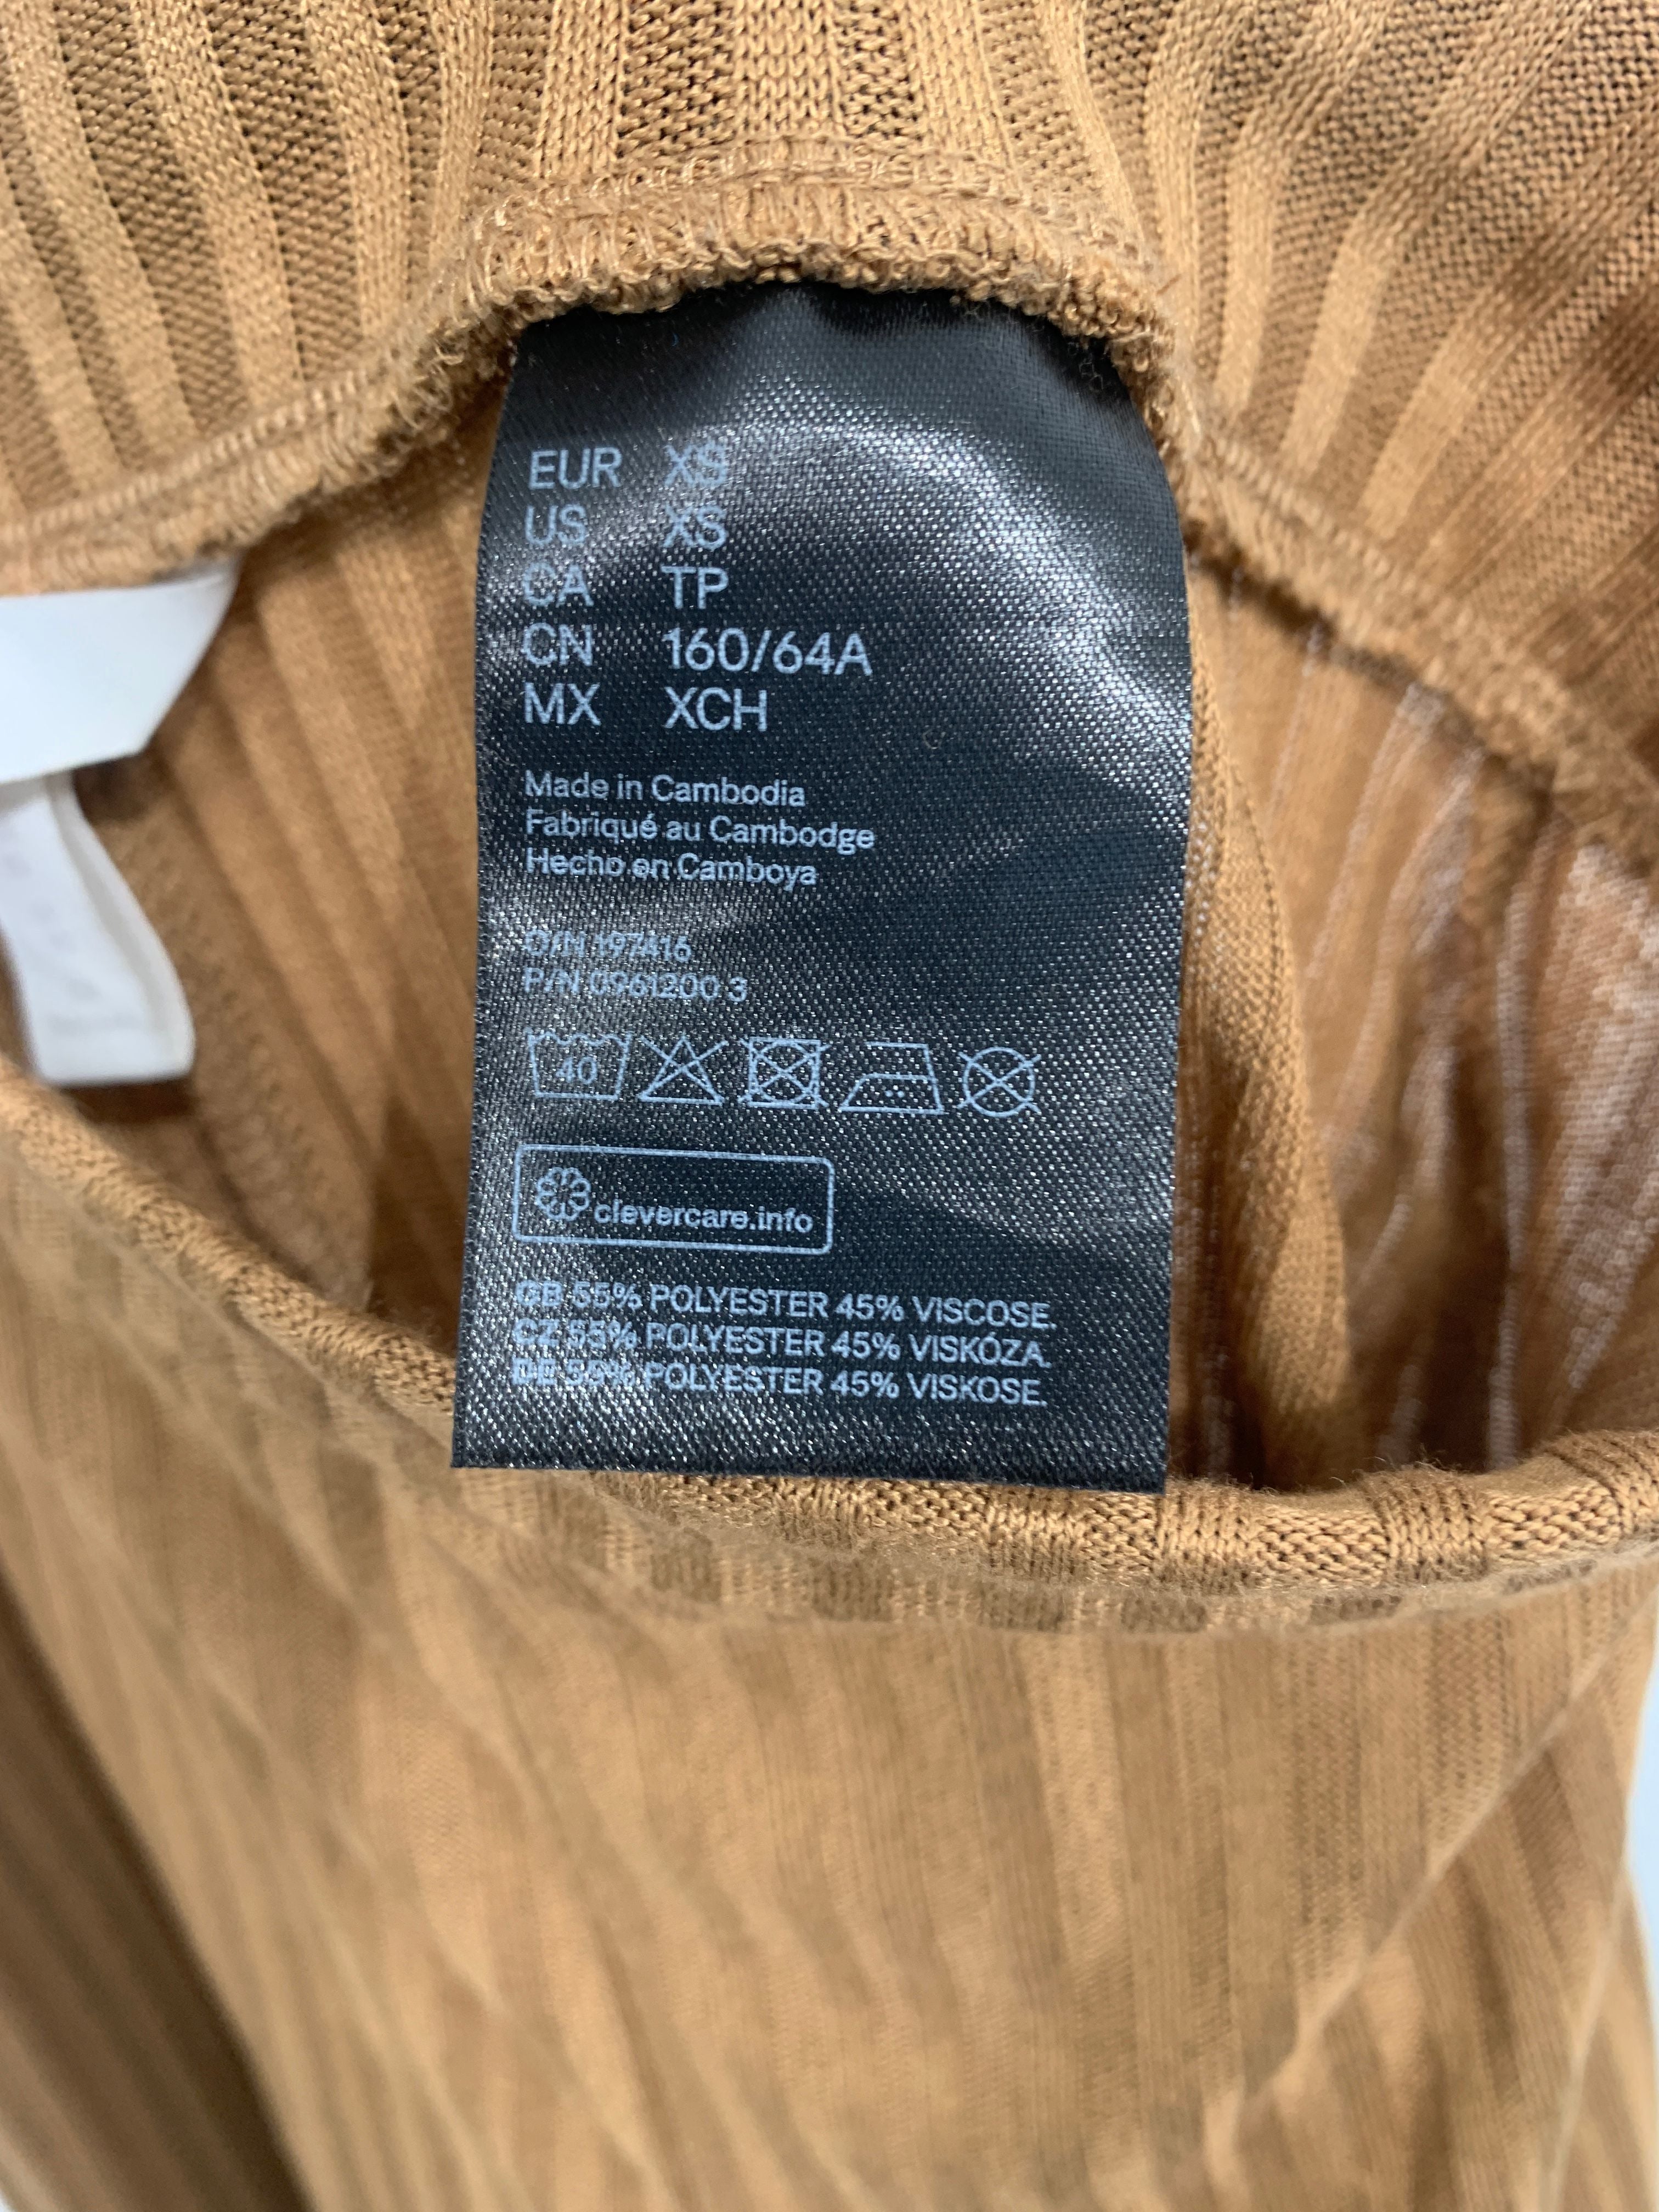 EUR XS
US XS
CA TP
CN 160/64A
MX XCH
Made in Cambodia
Fabriqué au Cambodge
Hecho en Camboya
O/N 197416
P/N 0961200 3
40
clevercare.info
GB 55% POLYESTER 45% VISCOSE.
CZ 55% POLYESTER 45% VISKÓZA.
DE 55% POLYESTER 45% VISKOSE.